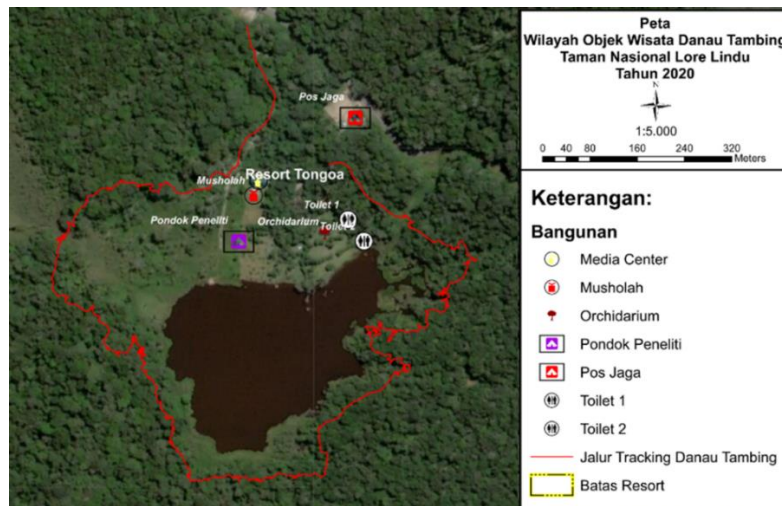 Peta
Wilayah Objek Wisata Danau Tambing
Taman Nasional Lore Lindu
Tahun 2020
N
1:5.000
0 40 80 160 240 320
Meters
Pos Jaga
Resort Tongoa
Musholah
Toilet 1
Pondok Peneliti
Orchidarium
Toilet 2
Keterangan:
Bangunan
Media Center
Musholah
Orchidarium
Pondok Peneliti
Pos Jaga
Toilet 1
Toilet 2
Jalur Tracking Danau Tambing
Batas Resort